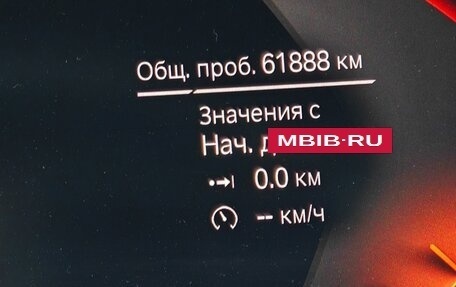 Общ. проб. 61888 км
Значения с
Нач.
MBIB-RU
0.0 км
-- км/ч